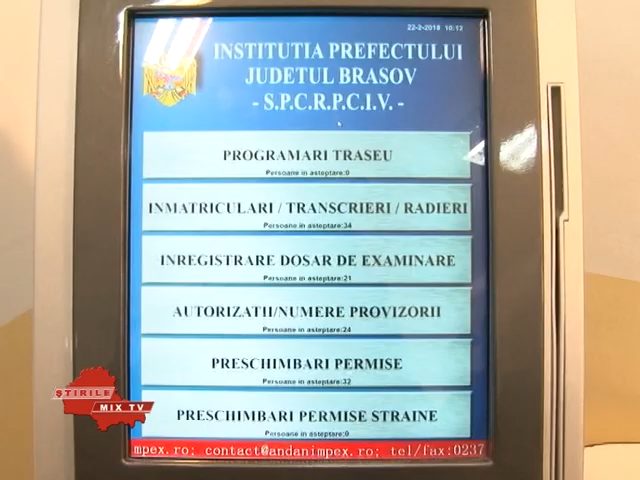 22-2-2018 10:12
INSTITUTIA PREFECTULUI
JUDETUL BRASOV
- S.P.C.R.P.C.I.V. -
PROGRAMARI TRASEU
Persoane in asteptare:0
INMATRICULARI / TRANSCRIERI / RADIERI
Persoane in asteptare:34
INREGISTRARE DOSAR DE EXAMINARE
Persoane in asteptare:21
AUTORIZATII/NUMERE PROVIZORII
Persoane in asteptare:24
PRESCHIMBARI PERMISE
Persoane in asteptare:32
PRESCHIMBARI PERMISE STRAINE
Persoane in asteptare:0
mpex.ro; contact@andanimpex.ro; tel/fax:0237
ŞTIRILE
MIX TV